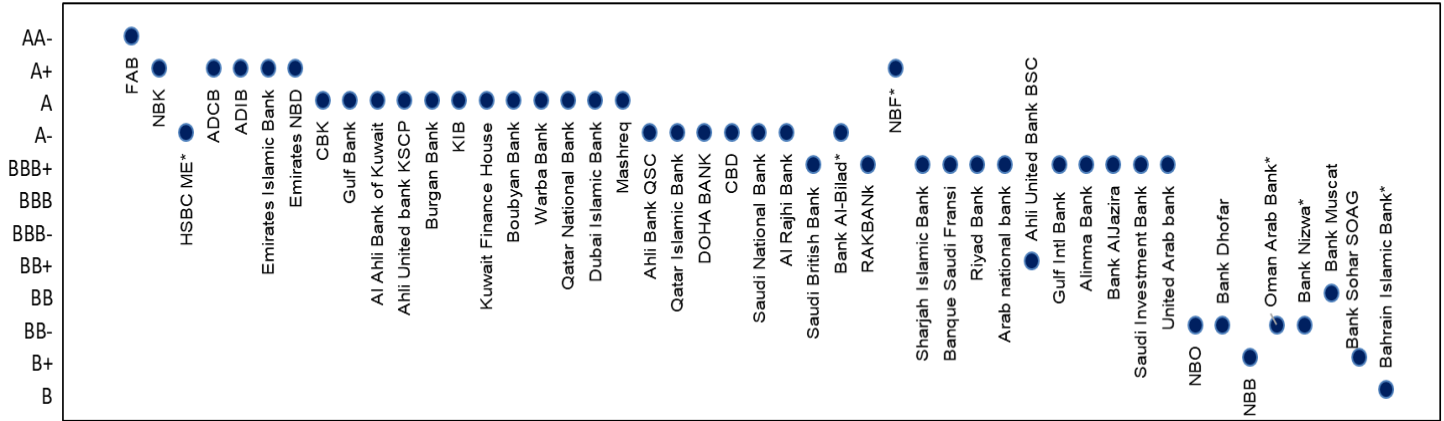 AA-
A+
A
A-
BBB+
BBB
BBB-
BB+
BB
BB-
B+
B
FAB
NBK
HSBC ME*
ADCB
ADIB
Emirates Islamic Bank
Emirates NBD
CBK
Gulf Bank
Al Ahli Bank of Kuwait
Ahli United bank KSCP
Burgan Bank
KIB
Kuwait Finance House
Boubyan Bank
Warba Bank
Qatar National Bank
Dubai Islamic Bank
Mashreq
Ahli Bank QSC
Qatar Islamic Bank
DOHA BANK
CBD
Saudi National Bank
Al Rajhi Bank
Saudi British Bank
Bank Al-Bilad*
RAKBANk
NBF*
Sharjah Islamic Bank
Banque Saudi Fransi
Riyad Bank
Arab national bank
Ahli United Bank BSC
Gulf Intl Bank
Alinma Bank
Bank AlJazira
Saudi Investment Bank
United Arab bank
NBO
Bank Dhofar
NBB
Oman Arab Bank*
Bank Nizwa*
Bank Muscat
Bank Sohar SOAG
Bahrain Islamic Bank*